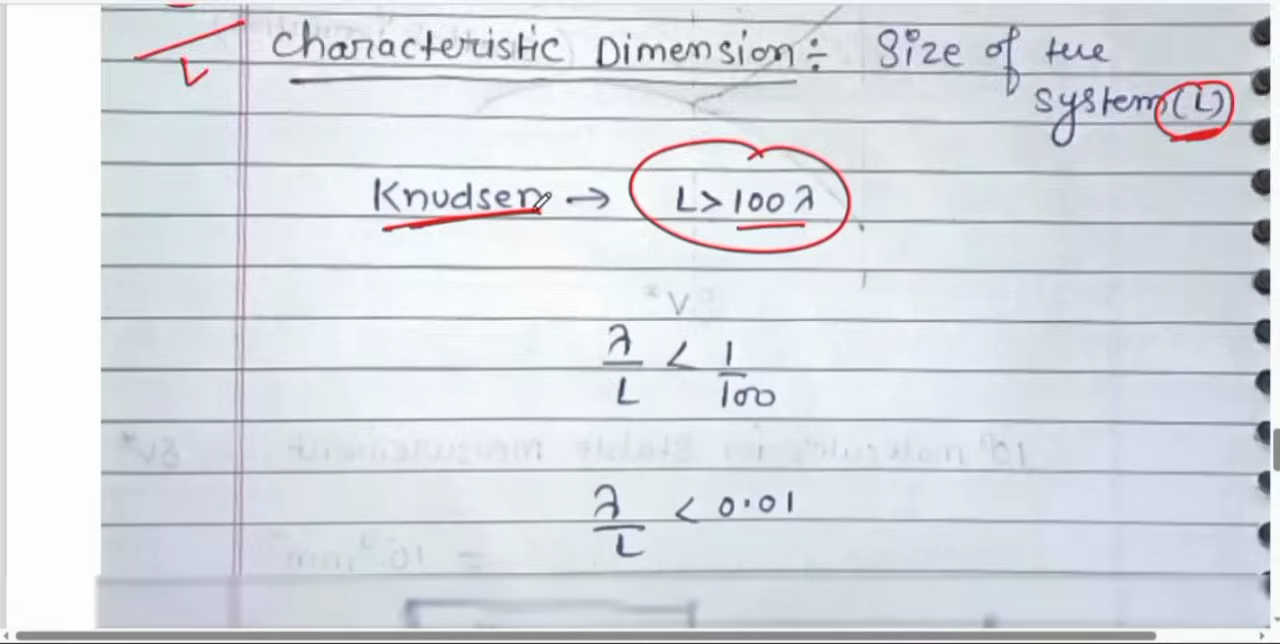 Characteristic Dimension ÷ Size of the
system (L)
L
Knudsen → L > 100 λ
λ/L < 1/100
λ/L < 0.01